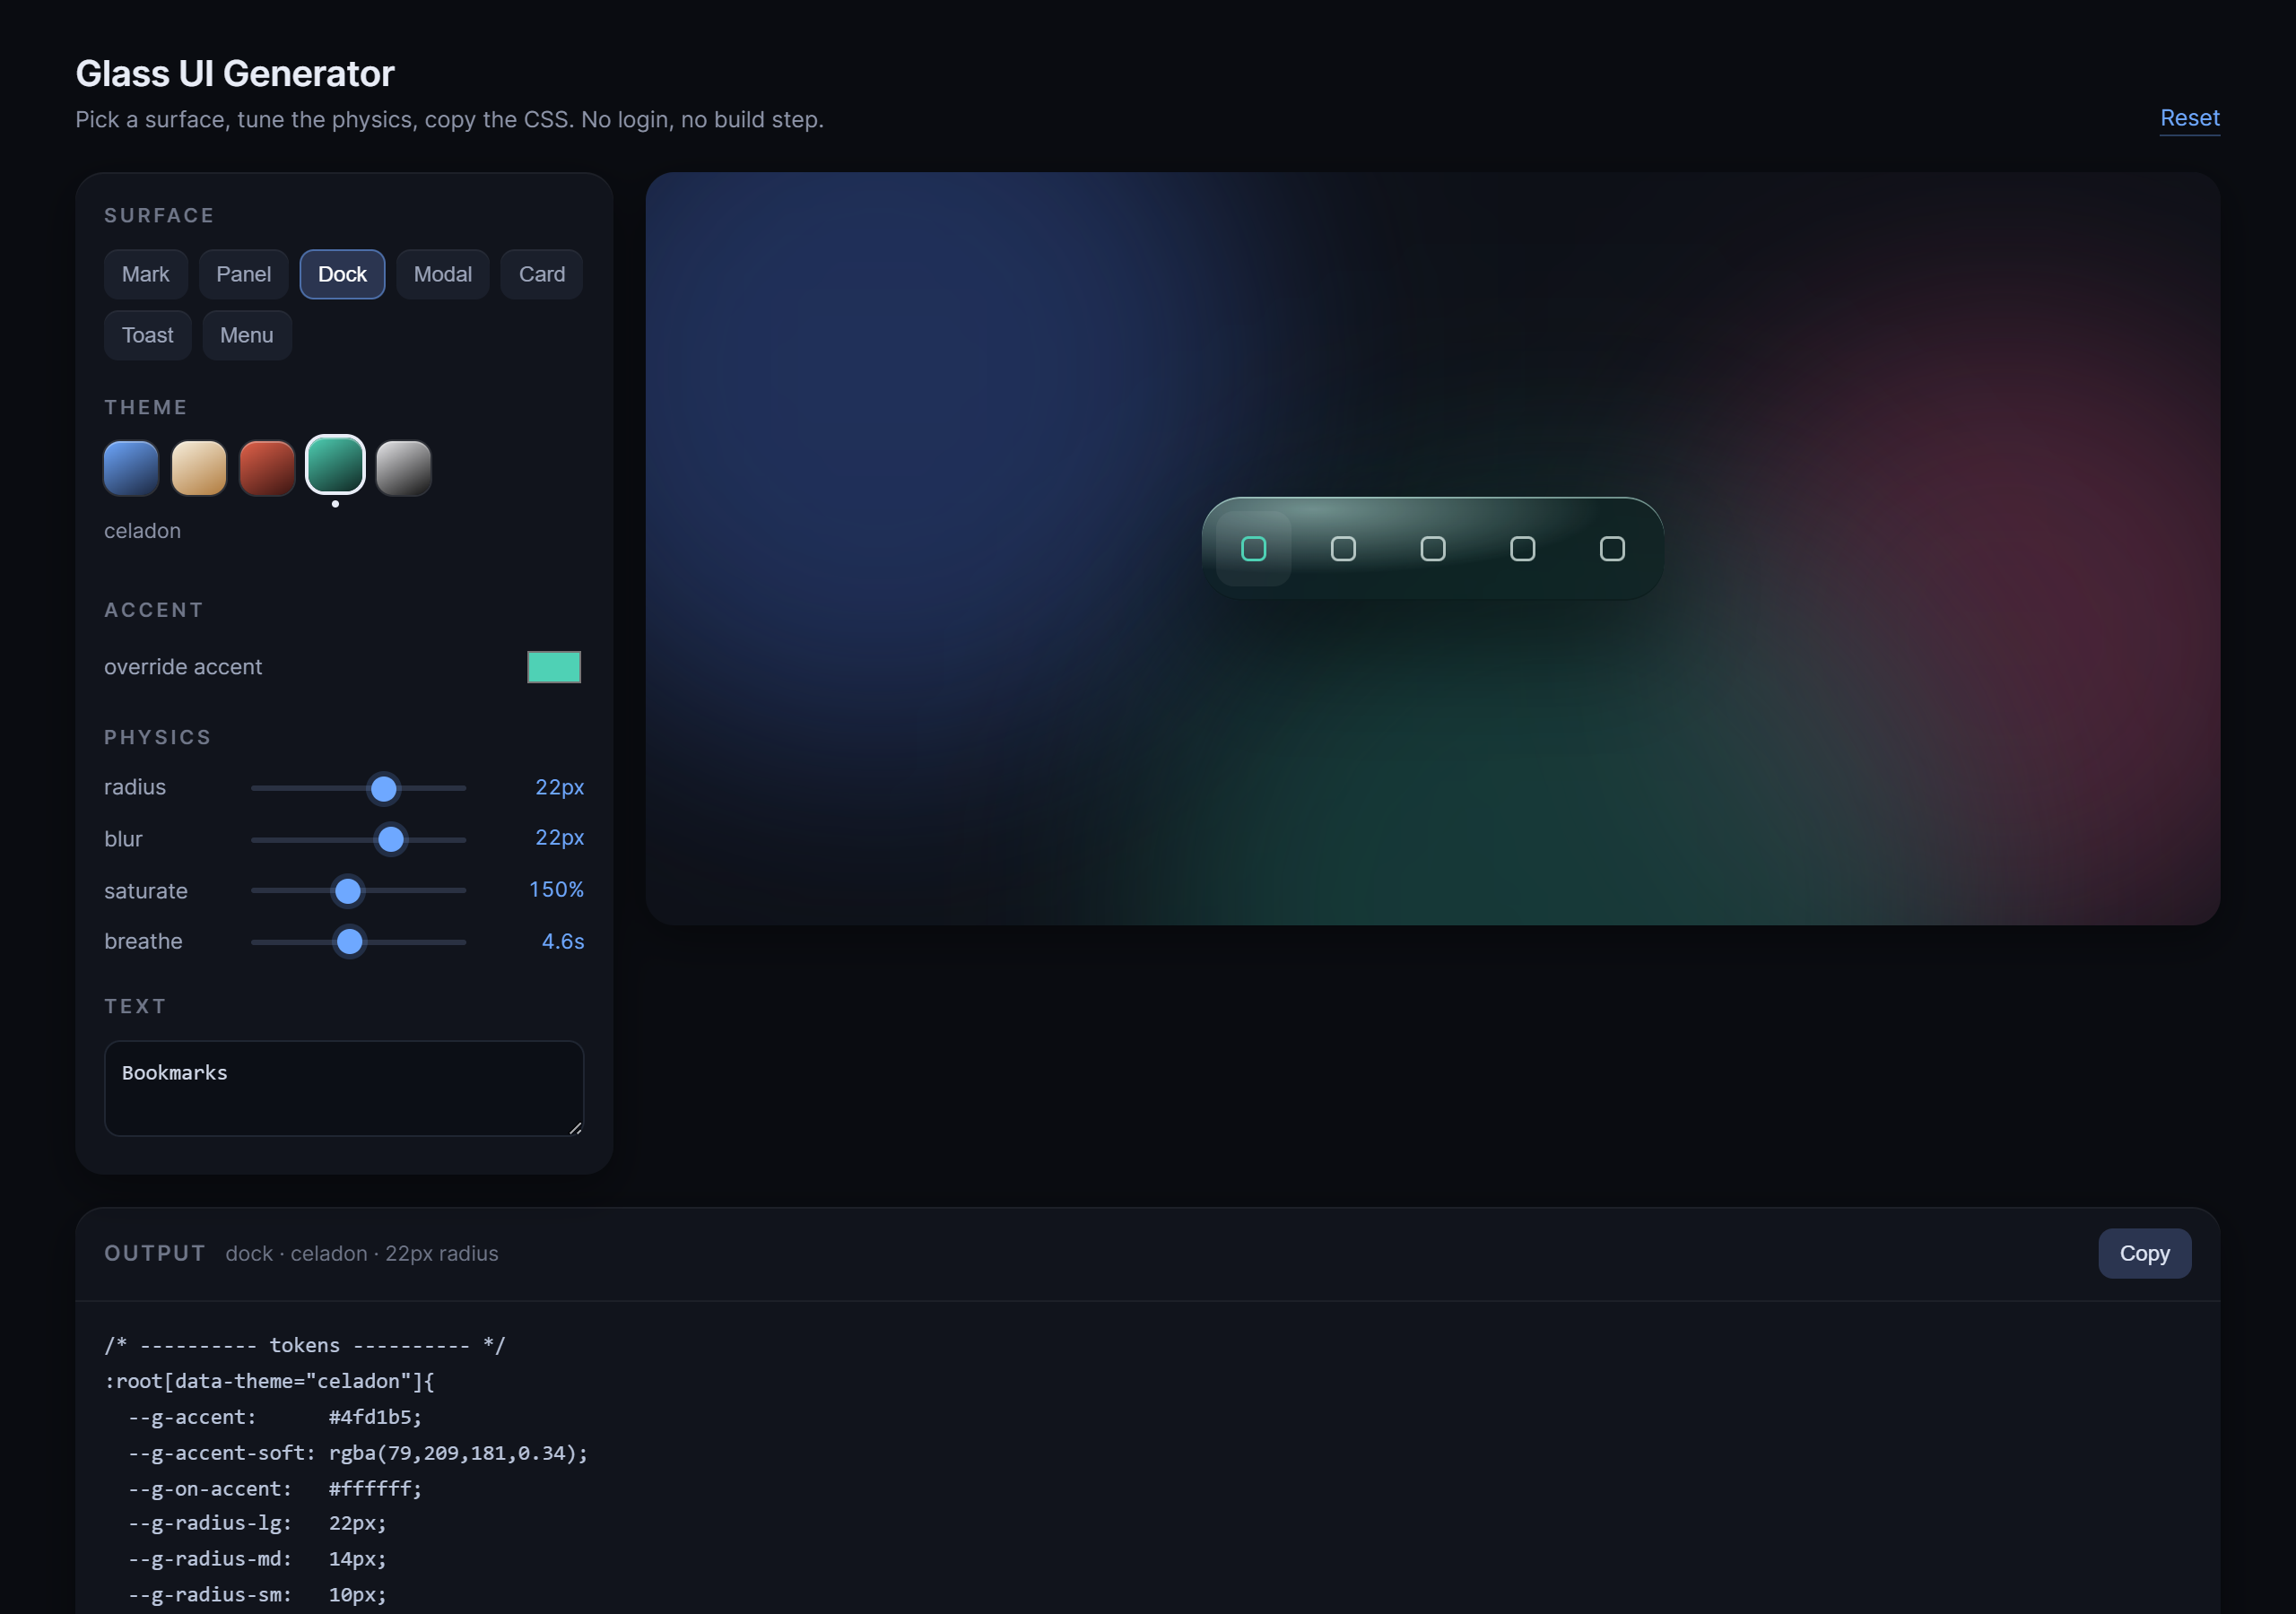 Glass UI Generator
Pick a surface, tune the physics, copy the CSS. No login, no build step.
Reset
SURFACE
Mark
Panel
Dock
Modal
Card
Toast
Menu
THEME
celadon
ACCENT
override accent
PHYSICS
radius 22px
blur 22px
saturate 150%
breathe 4.6s
TEXT
Bookmarks
OUTPUT dock · celadon · 22px radius
Copy
/* ---------- tokens ---------- */
:root[data-theme="celadon"]{
  --g-accent:      #4fd1b5;
  --g-accent-soft: rgba(79,209,181,0.34);
  --g-on-accent:   #ffffff;
  --g-radius-lg:   22px;
  --g-radius-md:   14px;
  --g-radius-sm:   10px;